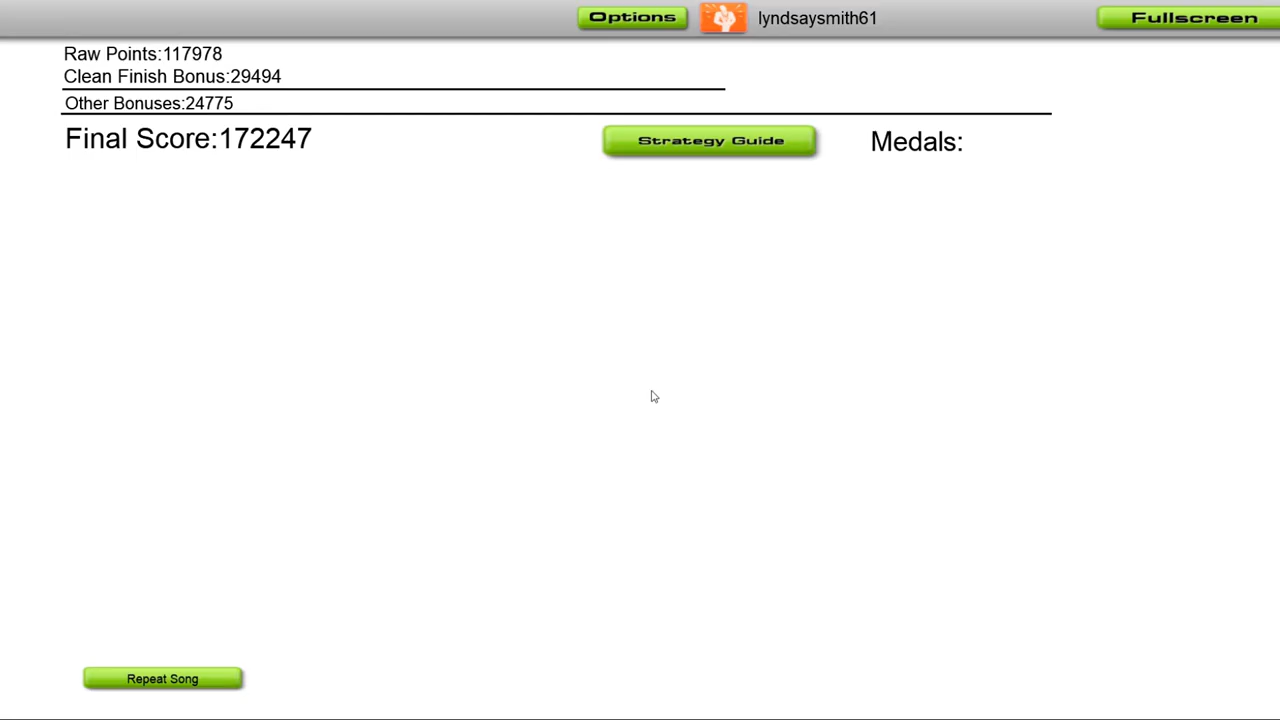 Options
lyndsaysmith61
Fullscreen
Raw Points:117978
Clean Finish Bonus:29494
Other Bonuses:24775
Final Score:172247
Strategy Guide
Medals:
Repeat Song